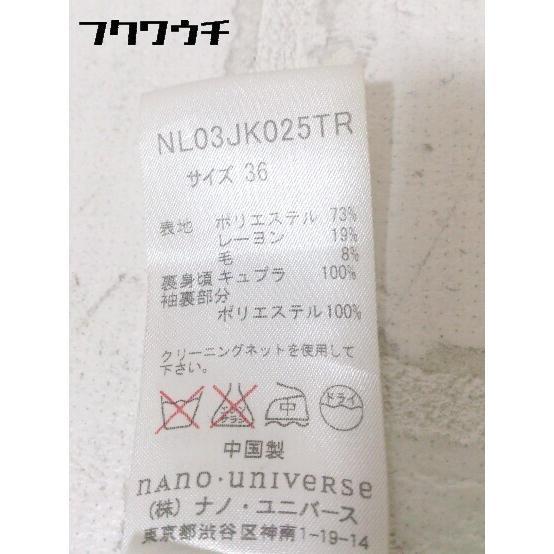 フクワウチ
NL03JK025TR
サイズ 36
表地 ポリエステル 73%
レーヨン 19%
毛 8%
裏身頃 キュプラ 100%
袖裏部分
ポリエステル 100%
クリーニングネットを使用して
下さい。
中 ドライ
中国製
nano・universe
(株) ナノ・ユニバース
東京都渋谷区神南1-19-14